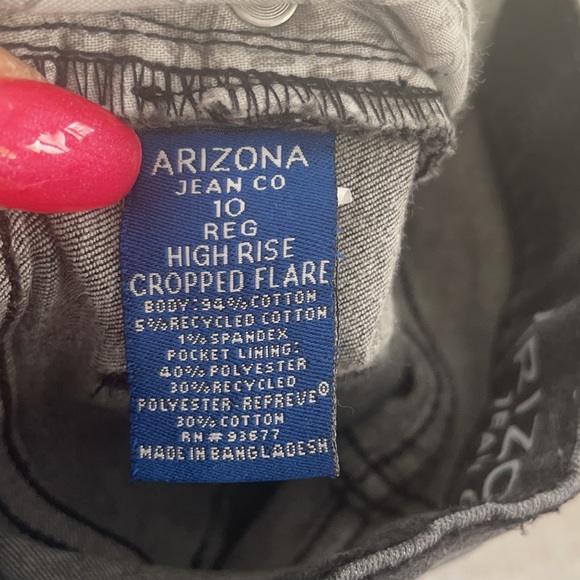 ARIZONA
JEAN CO
10
REG
HIGH RISE
CROPPED FLARE
BODY: 94% COTTON
5% RECYCLED COTTON
1% SPANDEX
POCKET LINING:
40% POLYESTER
30% RECYCLED
POLYESTER-REPREVE®
30% COTTON
RN# 93677
MADE IN BANGLADESH